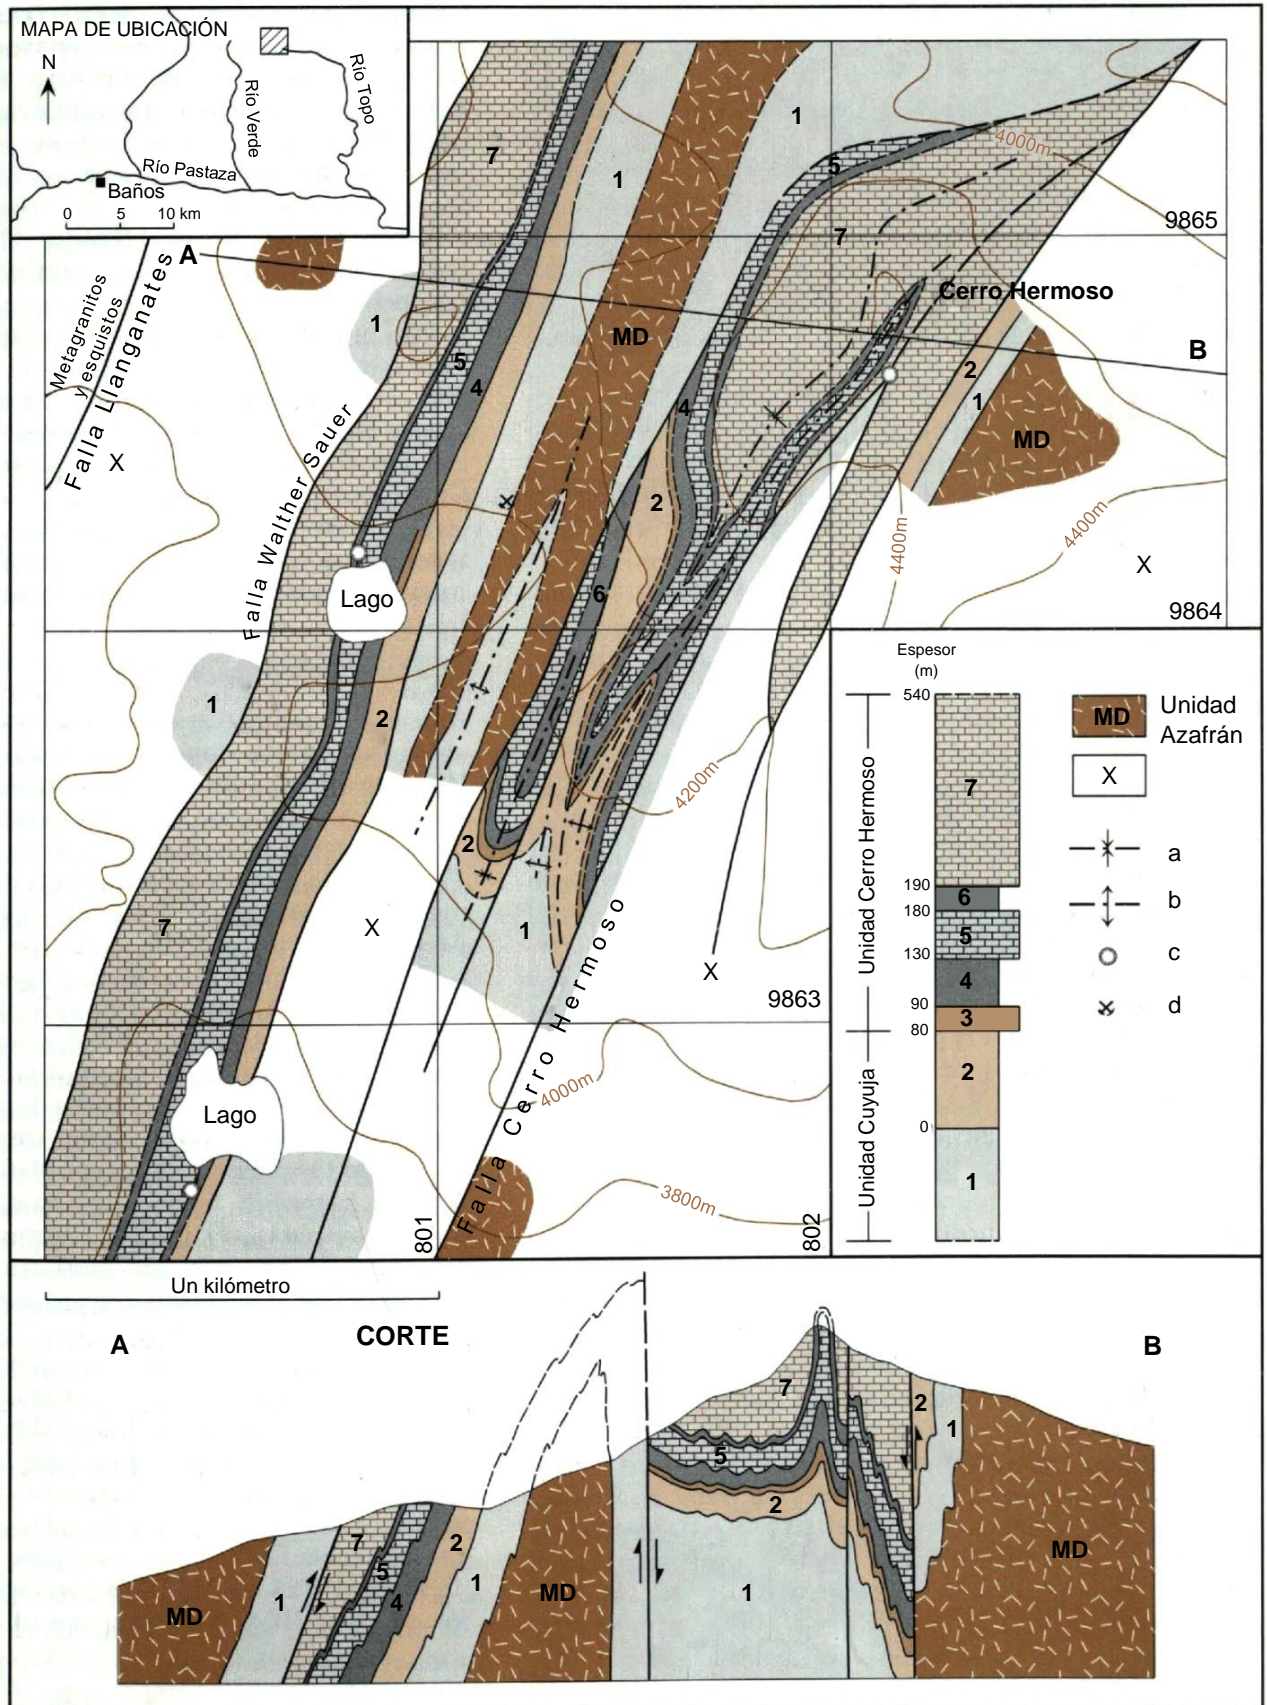 MAPA DE UBICACIÓN
N
Río Topo
Río Verde
Río Pastaza
Baños
0 5 10 km
A
Metagranitos
y esquistos
Falla Llanganates
X
7
1
MD
1
5
4000m
9865
7
Cerro Hermoso
B
1
5
4
MD
4
2
1
MD
2
Falla Walther Sauer
4400m
4400m
X
6
Lago
9864
1
2
4200m
2
7
X
1
X
9863
Falla Cerro Hermoso
4000m
Lago
3800m
801
802
Espesor
(m)
540
190
180
130
90
80
0
Unidad Cerro Hermoso
Unidad Cuyuja
7
6
5
4
3
2
1
MD
Unidad
Azafrán
X
a
b
c
d
Un kilómetro
CORTE
A
B
MD
1
7
5
4
2
1
MD
7
5
2
1
2
1
MD